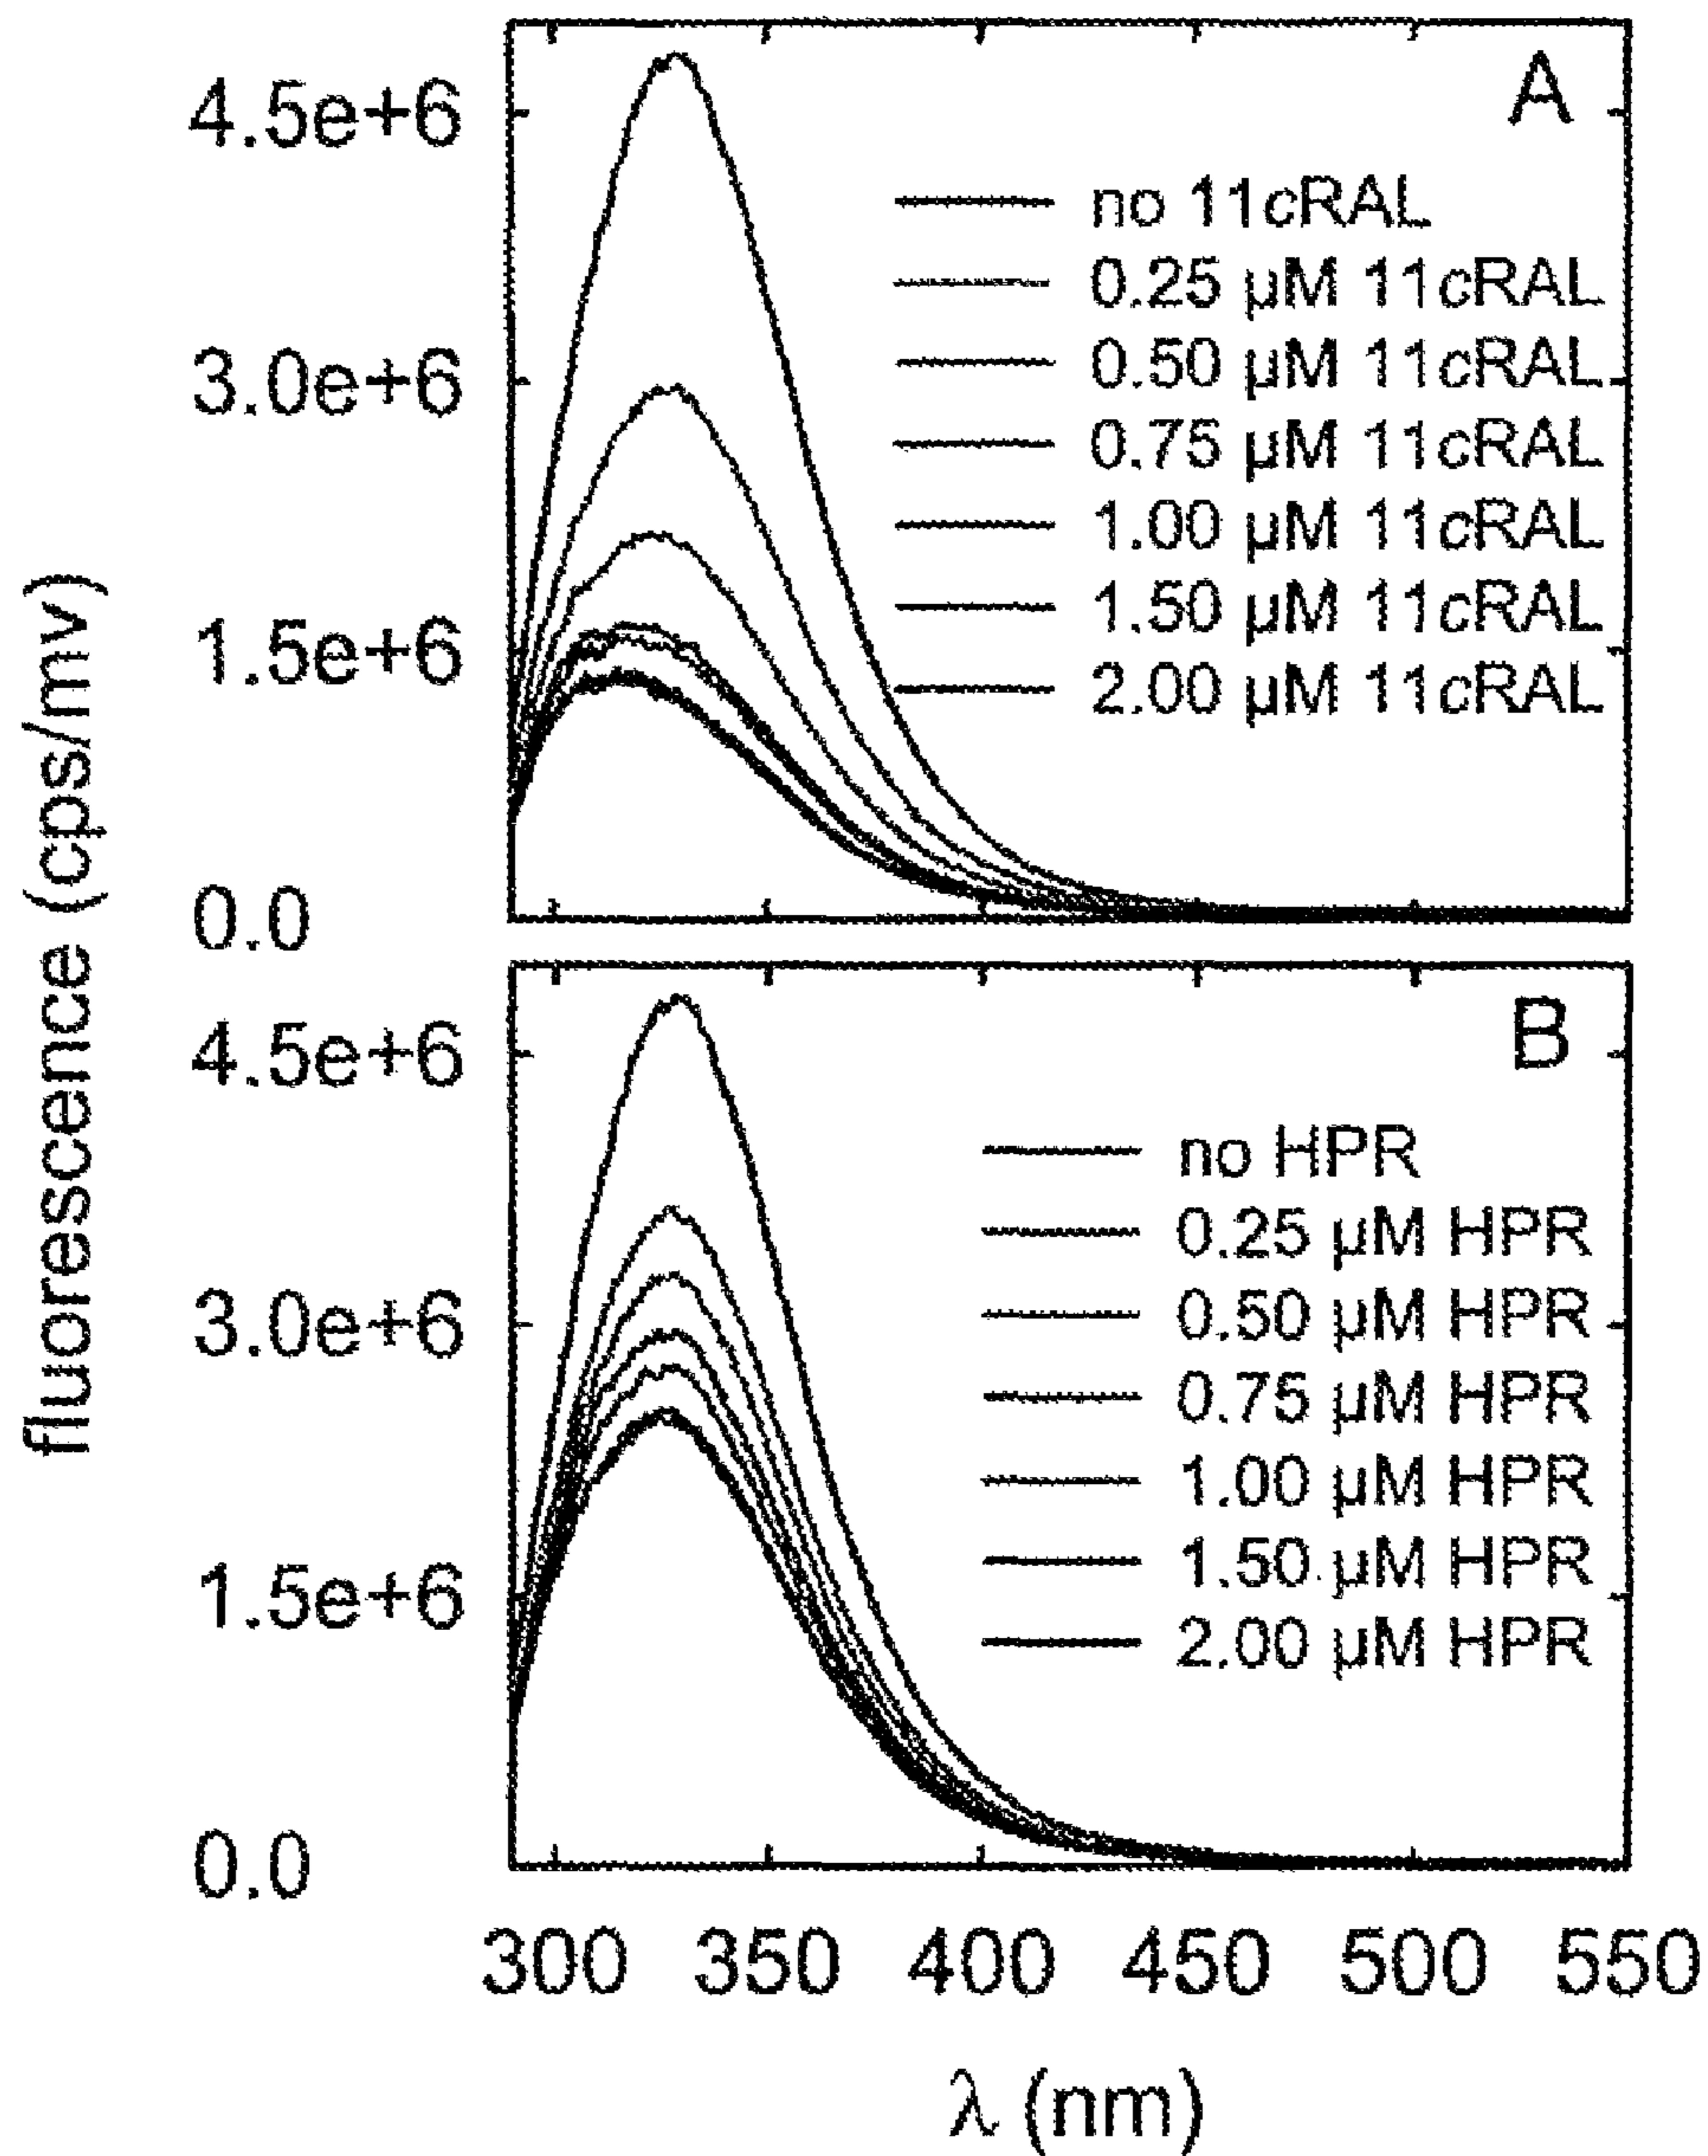 fluorescence (cps/mv)
A
4.5e+6
3.0e+6
1.5e+6
0.0
no 11cRAL
0.25 µM 11cRAL
0.50 µM 11cRAL
0.75 µM 11cRAL
1.00 µM 11cRAL
1.50 µM 11cRAL
2.00 µM 11cRAL
B
4.5e+6
3.0e+6
1.5e+6
0.0
no HPR
0.25 µM HPR
0.50 µM HPR
0.75 µM HPR
1.00 µM HPR
1.50 µM HPR
2.00 µM HPR
300 350 400 450 500 550
λ (nm)